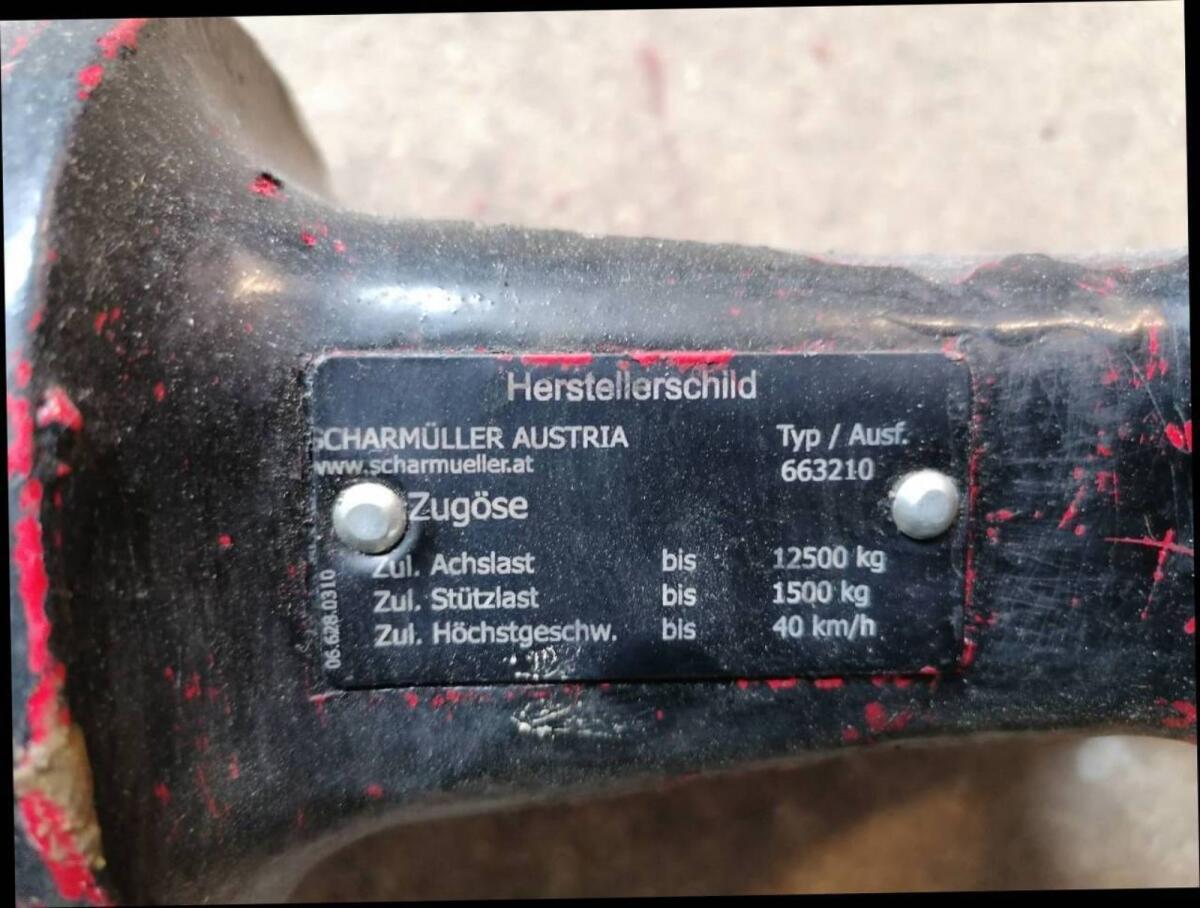 Herstellerschild
SCHARMÜLLER AUSTRIA
www.scharmueller.at
Typ / Ausf.
663210
Zugöse
Zul. Achslast bis 12500 kg
Zul. Stützlast bis 1500 kg
Zul. Höchstgeschw. bis 40 km/h
06.628.0310